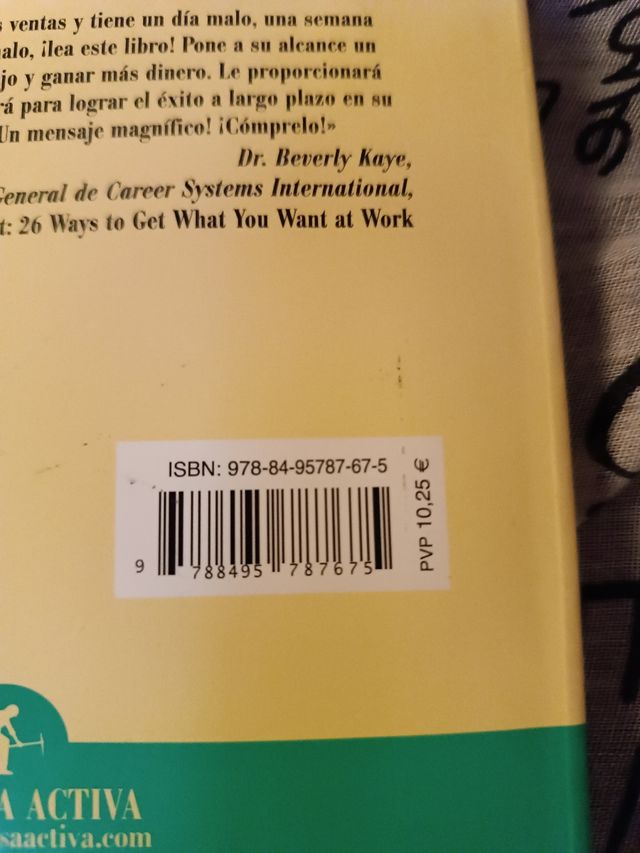 ventas y tiene un día malo, una semana
malo, ¡lea este libro! Pone a su alcance un
y ganar más dinero. Le proporcionará
para lograr el éxito a largo plazo en su
Un mensaje magnífico! ¡Cómprelo!»
Dr. Beverly Kaye,
General de Career Systems International,
t: 26 Ways to Get What You Want at Work
ISBN: 978-84-95787-67-5
9 788495 787675
PVP 10,25 €
A ACTIVA
saactiva.com